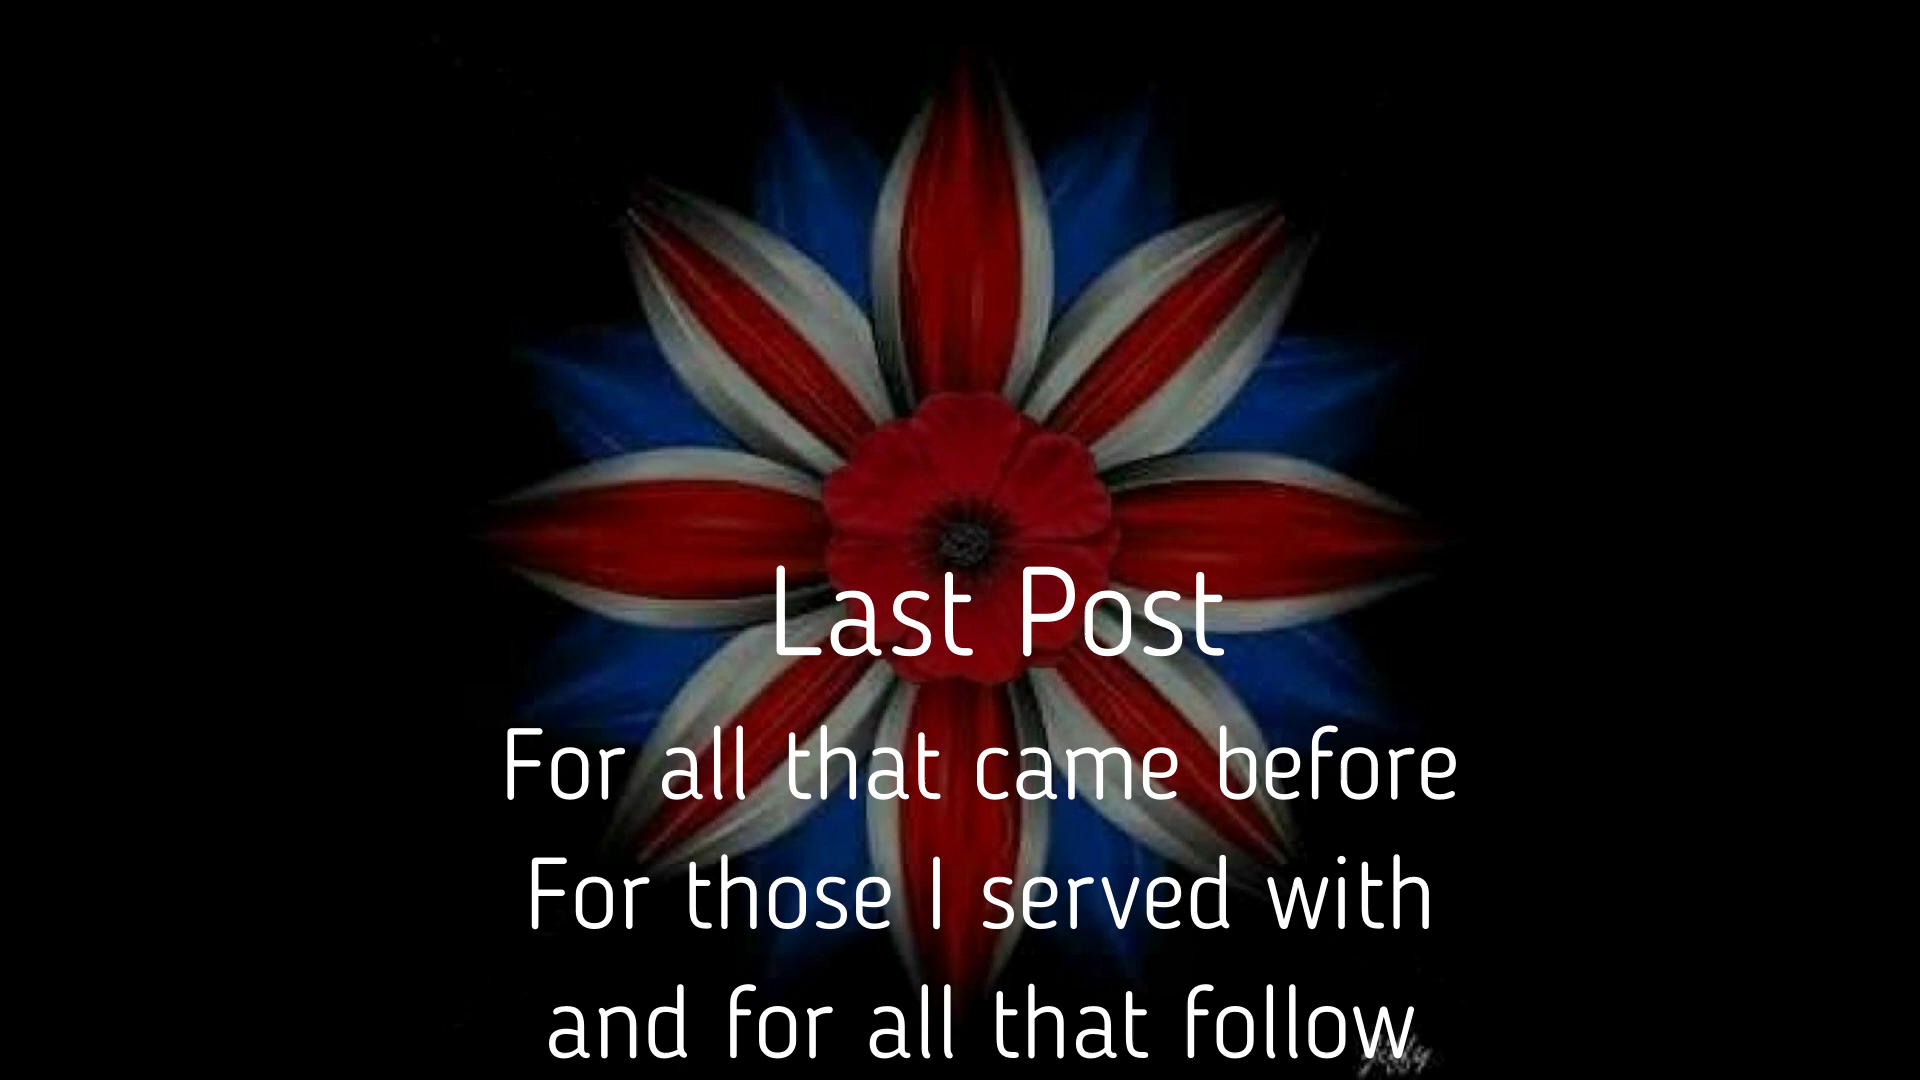 Last Post
For all that came before
For those I served with
and for all that follow